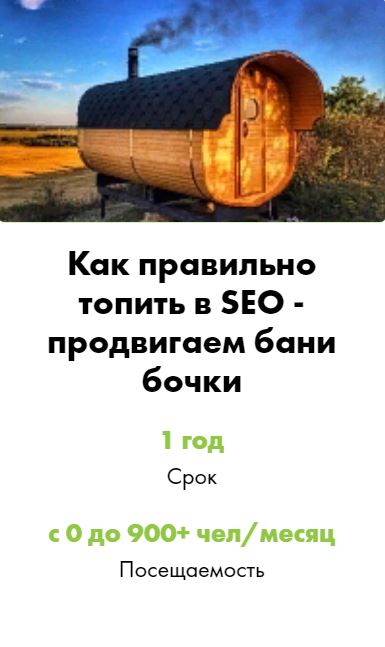 Как правильно
топить в SEO -
продвигаем бани
бочки
1 год
Срок
с 0 до 900+ чел/месяц
Посещаемость